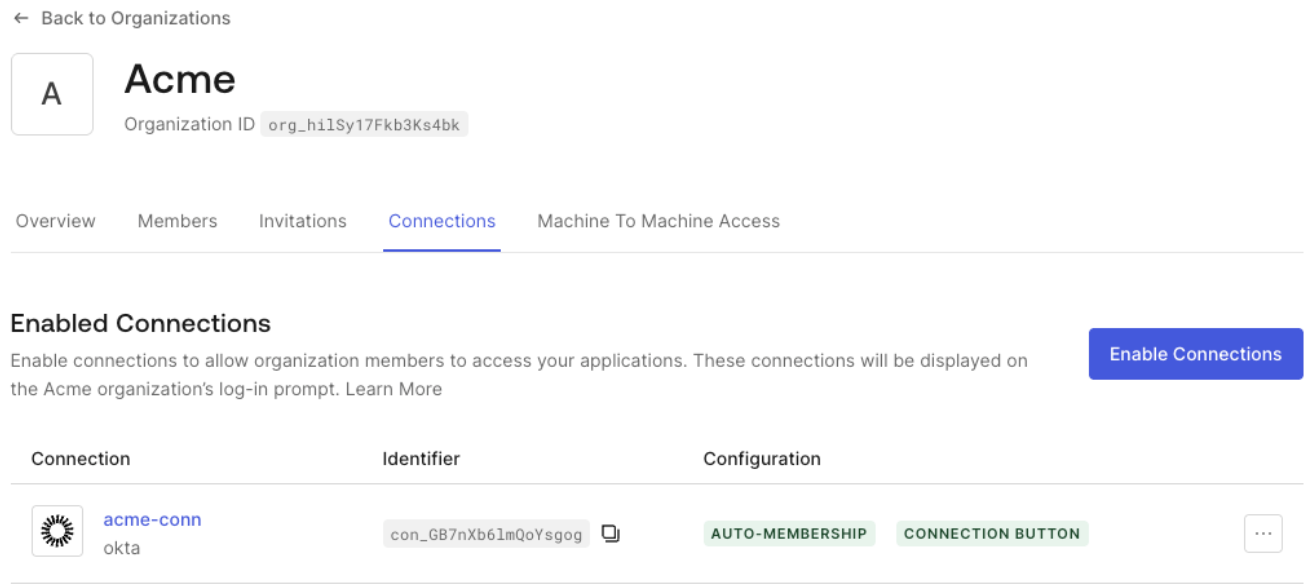 ← Back to Organizations
A
Acme
Organization ID org_hilSy17Fkb3Ks4bk
Overview Members Invitations Connections Machine To Machine Access
Enabled Connections
Enable connections to allow organization members to access your applications. These connections will be displayed on
the Acme organization’s log-in prompt. Learn More
Enable Connections
Connection Identifier Configuration
acme-conn
okta
con_GB7nXb6lmQoYsgog AUTO-MEMBERSHIP CONNECTION BUTTON ...